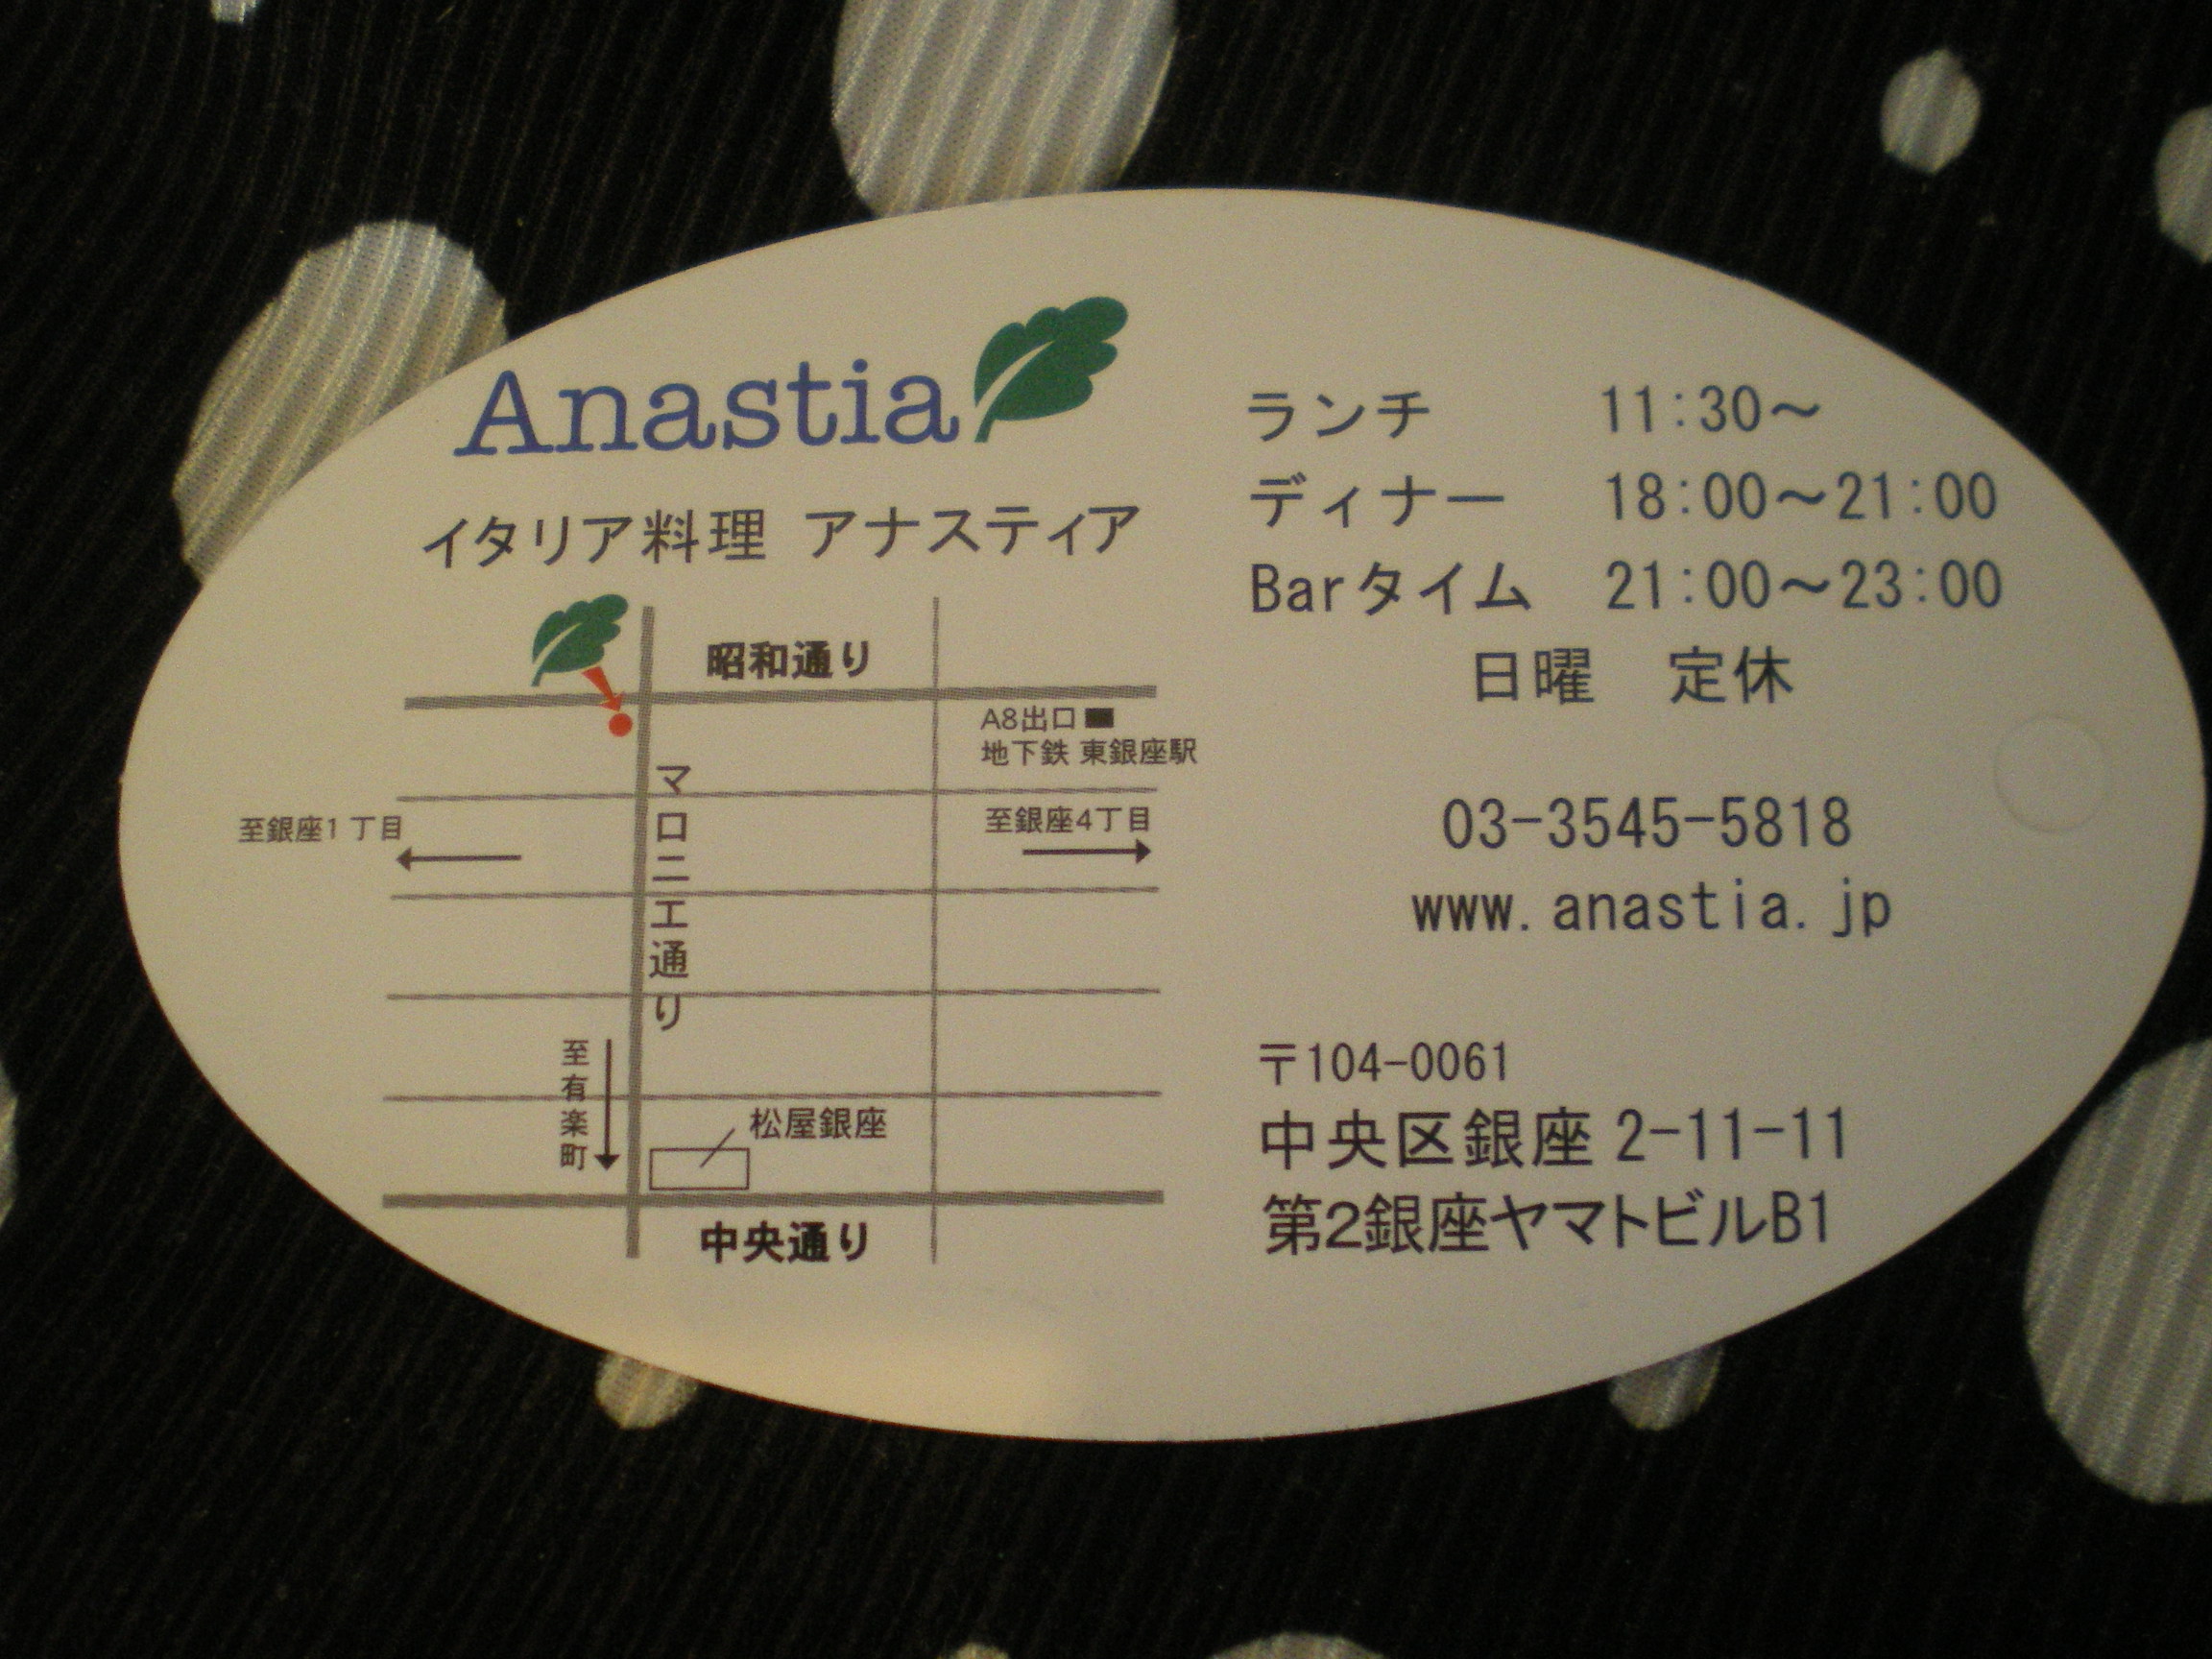 Anastia
イタリア料理 アナスティア
昭和通り
A8出口
地下鉄 東銀座駅
マロニエ通り
至銀座1丁目
至銀座4丁目
至有楽町
松屋銀座
中央通り
ランチ 11:30～
ディナー 18:00～21:00
Barタイム 21:00～23:00
日曜 定休
03-3545-5818
www.anastia.jp
〒104-0061
中央区銀座 2-11-11
第2銀座ヤマトビルB1